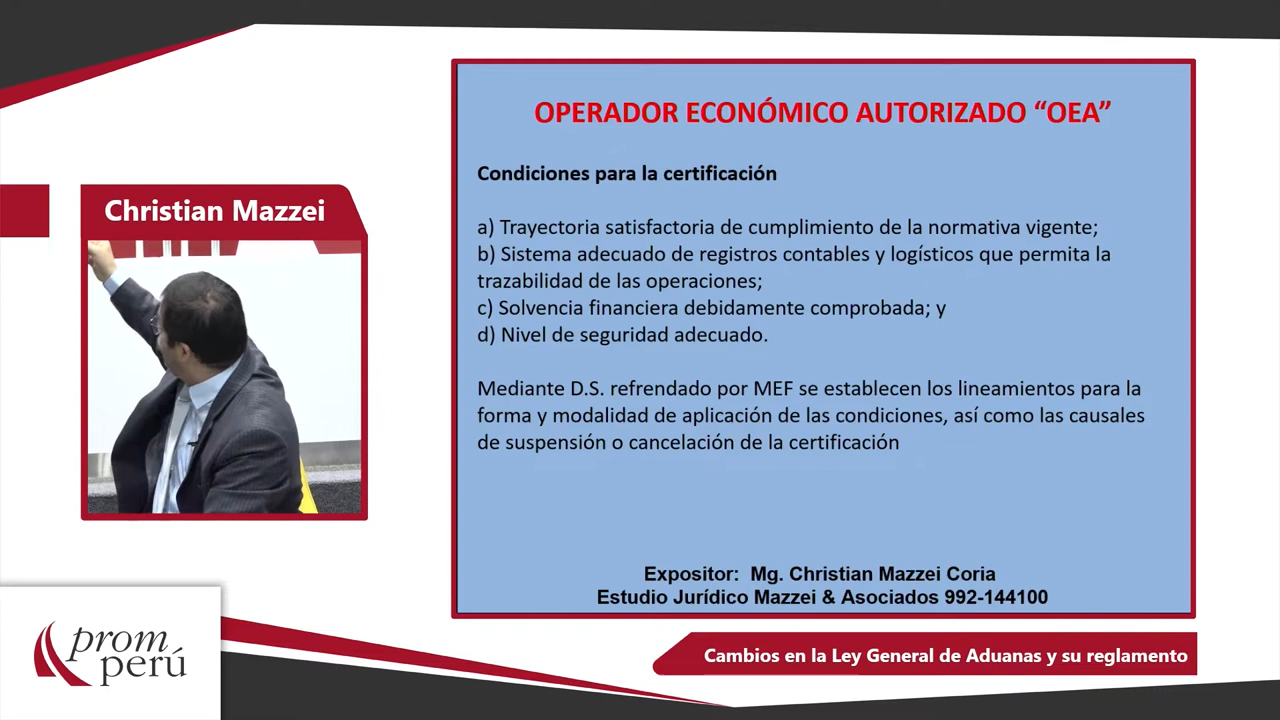 Christian Mazzei
OPERADOR ECONÓMICO AUTORIZADO “OEA”
Condiciones para la certificación
a) Trayectoria satisfactoria de cumplimiento de la normativa vigente;
b) Sistema adecuado de registros contables y logísticos que permita la
trazabilidad de las operaciones;
c) Solvencia financiera debidamente comprobada; y
d) Nivel de seguridad adecuado.
Mediante D.S. refrendado por MEF se establecen los lineamientos para la
forma y modalidad de aplicación de las condiciones, así como las causales
de suspensión o cancelación de la certificación
Expositor: Mg. Christian Mazzei Coria
Estudio Jurídico Mazzei & Asociados 992-144100
prom
perú
Cambios en la Ley General de Aduanas y su reglamento